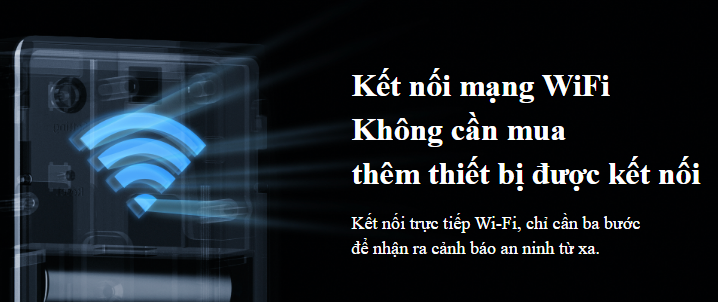 Kết nối mạng WiFi
Không cần mua
thêm thiết bị được kết nối
Kết nối trực tiếp Wi-Fi, chỉ cần ba bước
để nhận ra cảnh báo an ninh từ xa.